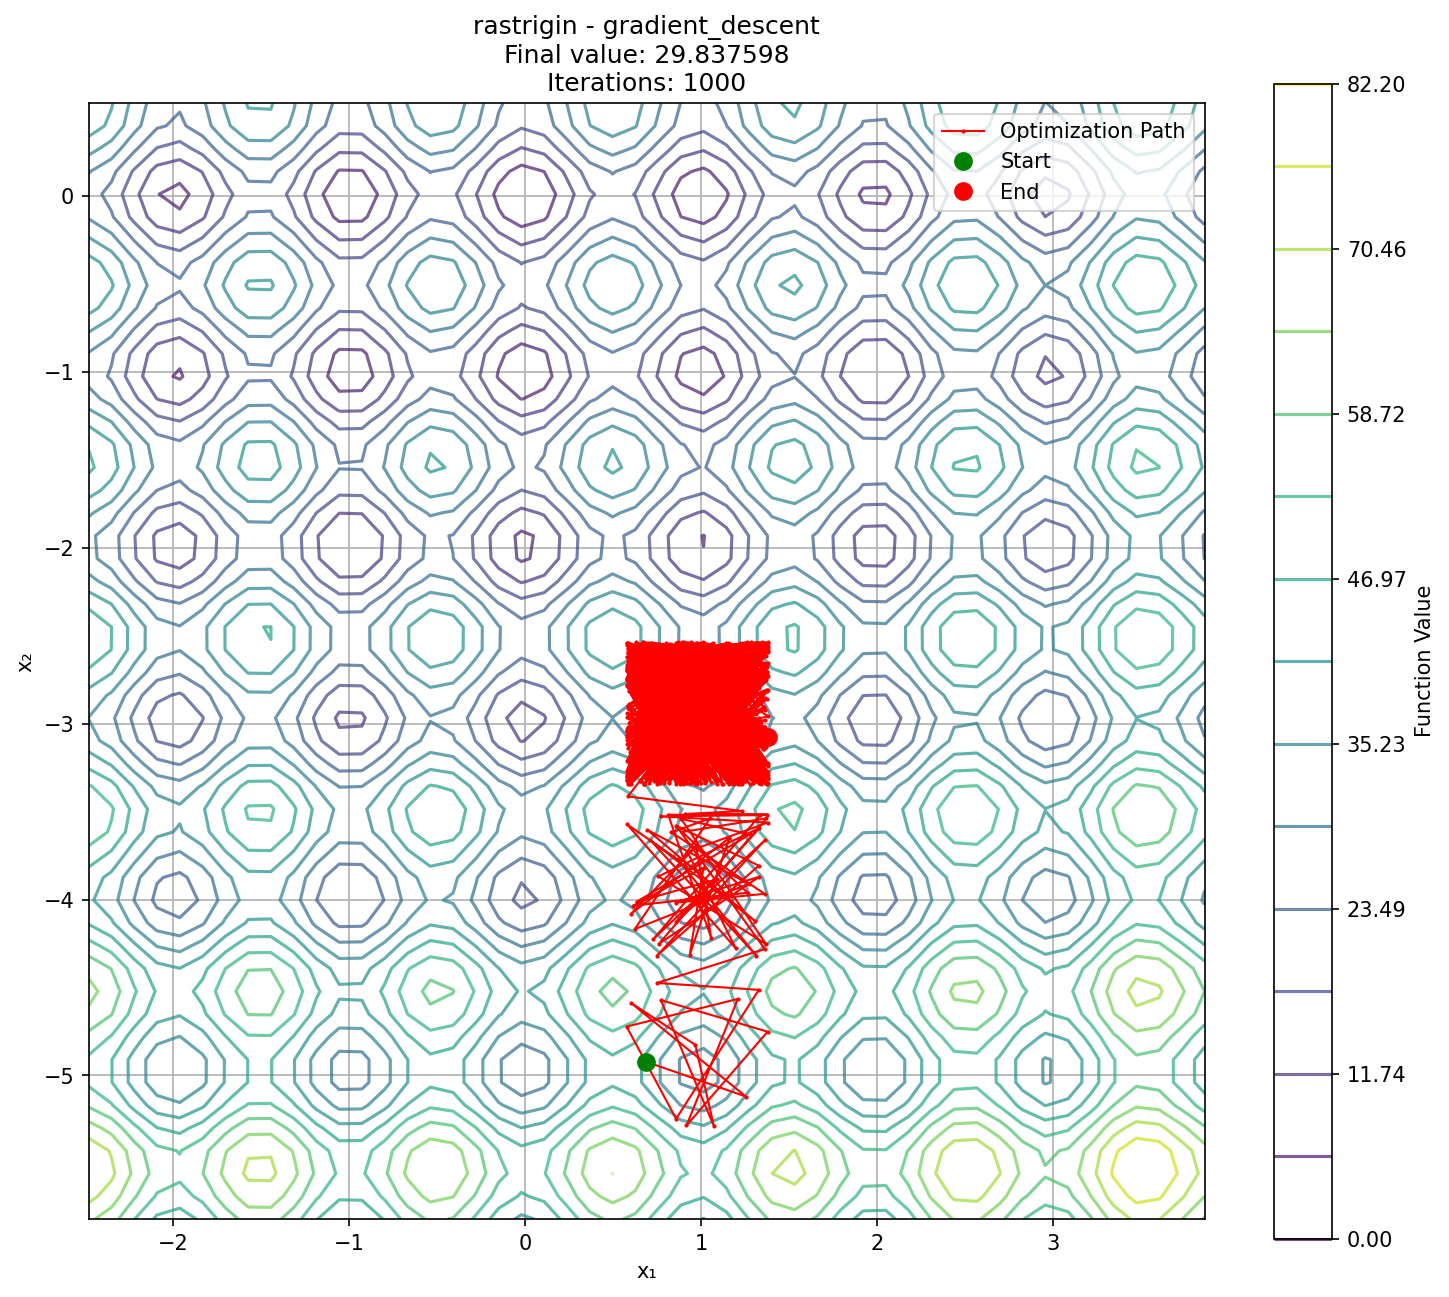 rastrigin - gradient_descent
Final value: 29.837598
Iterations: 1000
Optimization Path
Start
End
0
−1
−2
−3
−4
−5
x₂
−2
−1
0
1
2
3
x₁
82.20
70.46
58.72
46.97
35.23
23.49
11.74
0.00
Function Value